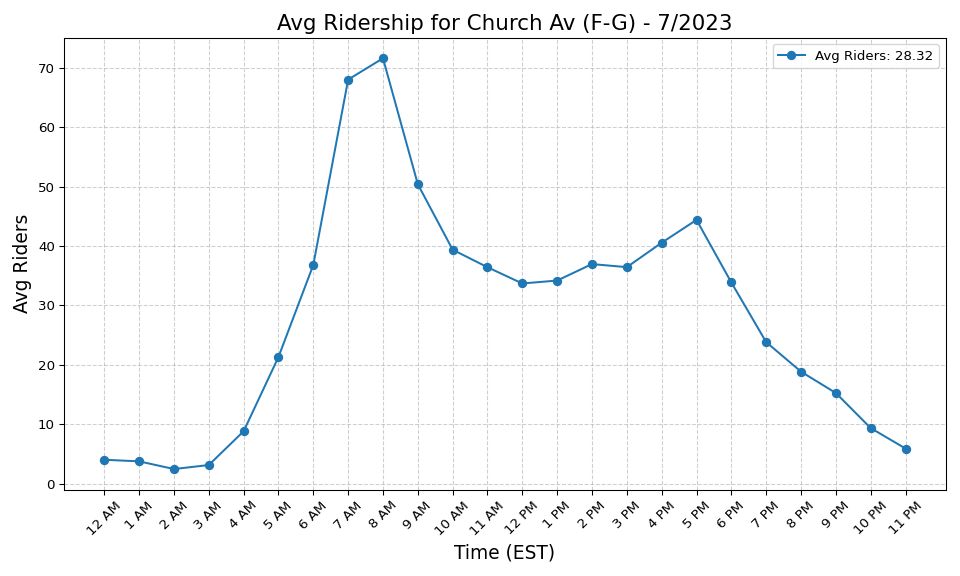 Avg Ridership for Church Av (F-G) - 7/2023
Avg Riders: 28.32
Avg Riders
70
60
50
40
30
20
10
0
12 AM
1 AM
2 AM
3 AM
4 AM
5 AM
6 AM
7 AM
8 AM
9 AM
10 AM
11 AM
12 PM
1 PM
2 PM
3 PM
4 PM
5 PM
6 PM
7 PM
8 PM
9 PM
10 PM
11 PM
Time (EST)